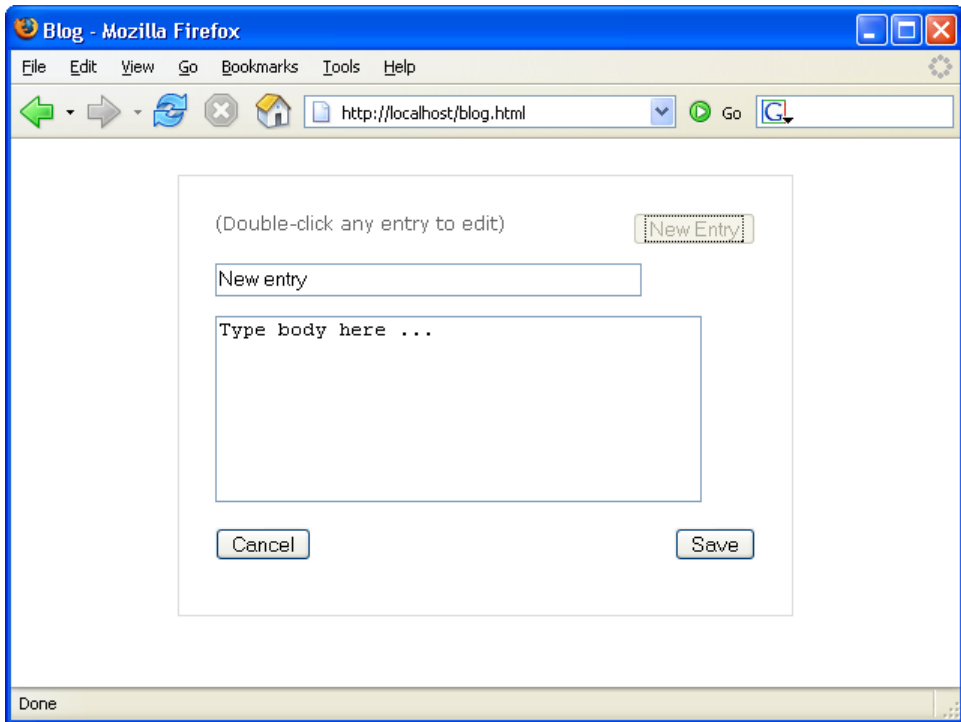 Blog - Mozilla Firefox
File Edit View Go Bookmarks Tools Help
http://localhost/blog.html Go G
(Double-click any entry to edit) New Entry
New entry
Type body here ...
Cancel Save
Done